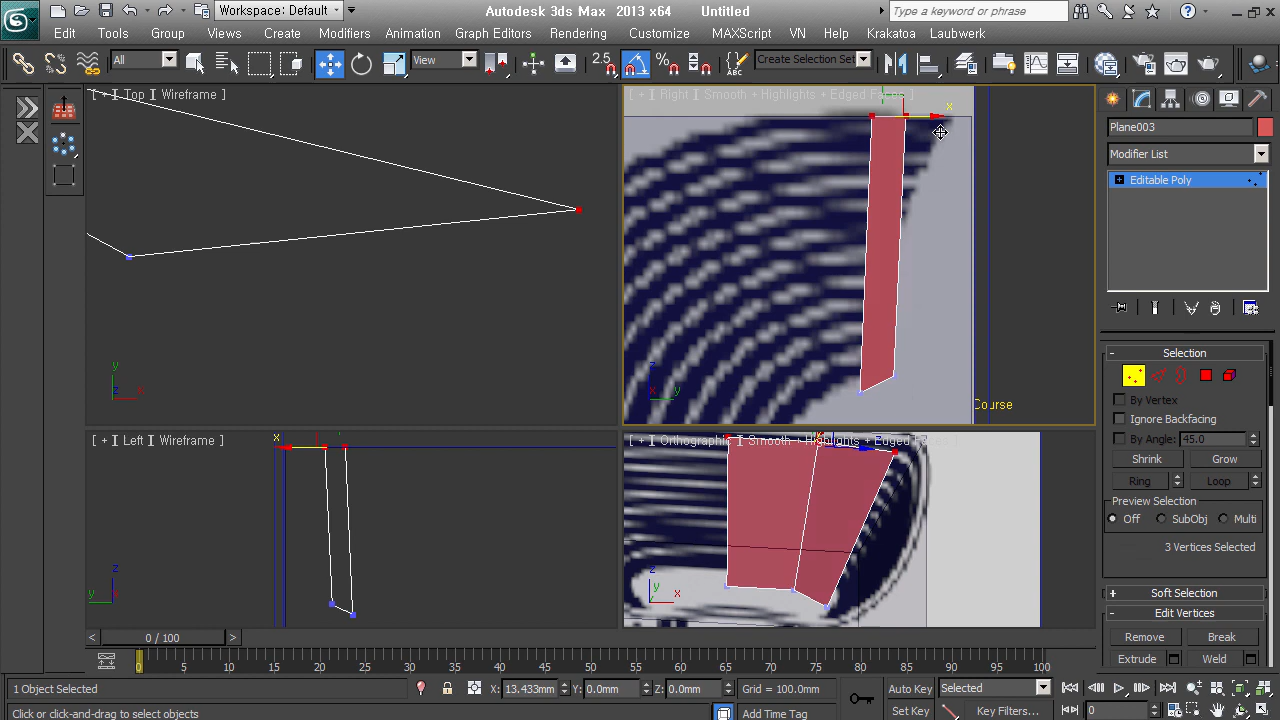 Workspace: Default
Autodesk 3ds Max 2013 x64 Untitled
Type a keyword or phrase
Edit Tools Group Views Create Modifiers Animation Graph Editors Rendering Customize MAXScript VN Help Krakatoa Laubwerk
All View 2.5 Create Selection Set
[ + ] Top | Wireframe ]
y
z x
[ + ] Right | Smooth + Highlights + Edged Faces ]
x
z
x y
Course
[ + ] Left | Wireframe ]
x
z
y
[ + ] Orthographic | Smooth + Highlights + Edged Faces ]
z
y x
Plane003
Modifier List
Editable Poly
- Selection
By Vertex
Ignore Backfacing
By Angle: 45.0
Shrink Grow
Ring Loop
Preview Selection
Off SubObj Multi
3 Vertices Selected
+ Soft Selection
- Edit Vertices
Remove Break
Extrude Weld
< 0 / 100 >
0 5 10 15 20 25 30 35 40 45 50 55 60 65 70 75 80 85 90 95 100
1 Object Selected X: 13.433mm Y: 0.0mm Z: 0.0mm Grid = 100.0mm Auto Key Selected
Click or click-and-drag to select objects Add Time Tag Set Key Key Filters... 0